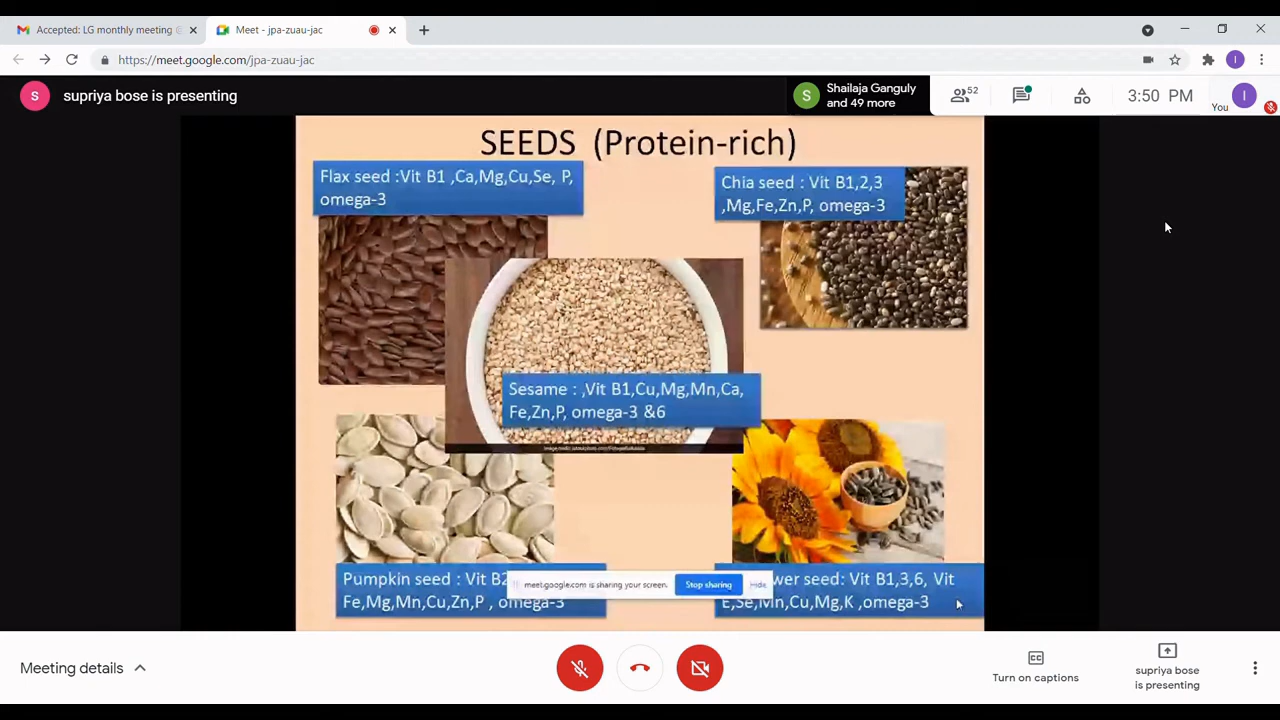 Accepted: LG monthly meeting
Meet - jpa-zuau-jac
https://meet.google.com/jpa-zuau-jac
I
S
supriya bose is presenting
S
Shailaja Ganguly
and 49 more
52
3:50 PM
You
I
SEEDS (Protein-rich)
Flax seed :Vit B1 ,Ca,Mg,Cu,Se, P,
omega-3
Chia seed : Vit B1,2,3
,Mg,Fe,Zn,P, omega-3
Sesame : ,Vit B1,Cu,Mg,Mn,Ca,
Fe,Zn,P, omega-3 &6
Pumpkin seed : Vit
Fe,Mg,Mn,Cu,Zn,P , omega-3
wer seed: Vit B1,3,6, Vit
E,Se,Mn,Cu,Mg,K ,omega-3
meet.google.com is sharing your screen.
Stop sharing
Hide
Meeting details
CC
Turn on captions
supriya bose
is presenting